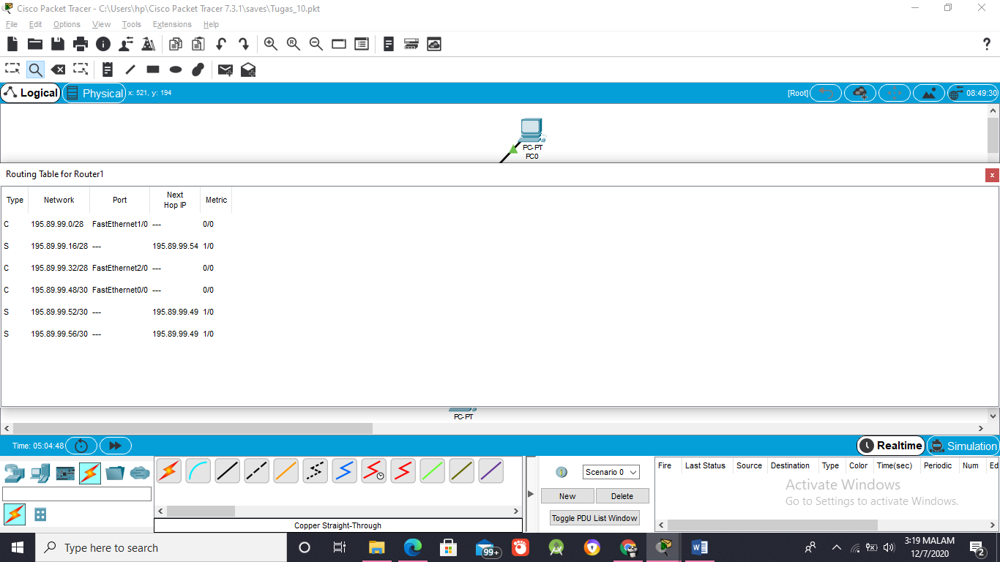 Cisco Packet Tracer - C:\Users\hp\Cisco Packet Tracer 7.3.1\saves\Tugas_10.pkt
File Edit Options View Tools Extensions Help
Logical Physical x: 521, y: 194 [Root] 08:49:30
PC-PT
PC0
Routing Table for Router1 x
Type Network Port Next Hop IP Metric
C 195.89.99.0/28 FastEthernet1/0 --- 0/0
S 195.89.99.16/28 --- 195.89.99.54 1/0
C 195.89.99.32/28 FastEthernet2/0 --- 0/0
C 195.89.99.48/30 FastEthernet0/0 --- 0/0
S 195.89.99.52/30 --- 195.89.99.49 1/0
S 195.89.99.56/30 --- 195.89.99.49 1/0
PC-PT
Time: 05:04:48 Realtime Simulation
Scenario 0
New Delete
Toggle PDU List Window
Fire Last Status Source Destination Type Color Time(sec) Periodic Num Ed
Activate Windows
Go to Settings to activate Windows.
Copper Straight-Through
Type here to search
99+
3:19 MALAM
12/7/2020
2